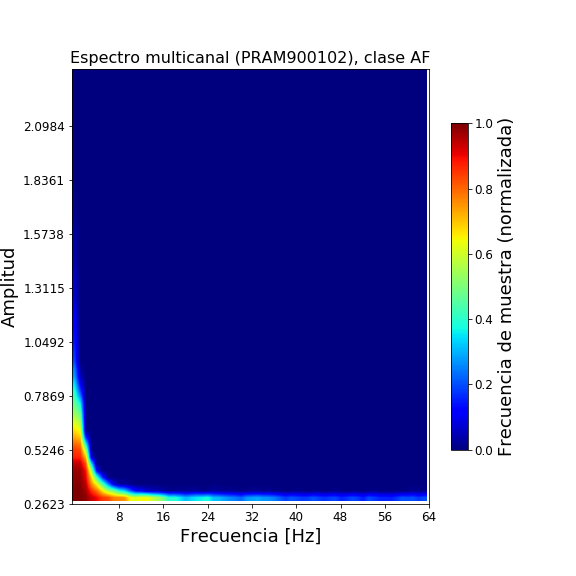 Espectro multicanal (PRAM900102), clase AF
Amplitud
2.0984
1.8361
1.5738
1.3115
1.0492
0.7869
0.5246
0.2623
8 16 24 32 40 48 56 64
Frecuencia [Hz]
1.0
0.8
0.6
0.4
0.2
0.0
Frecuencia de muestra (normalizada)